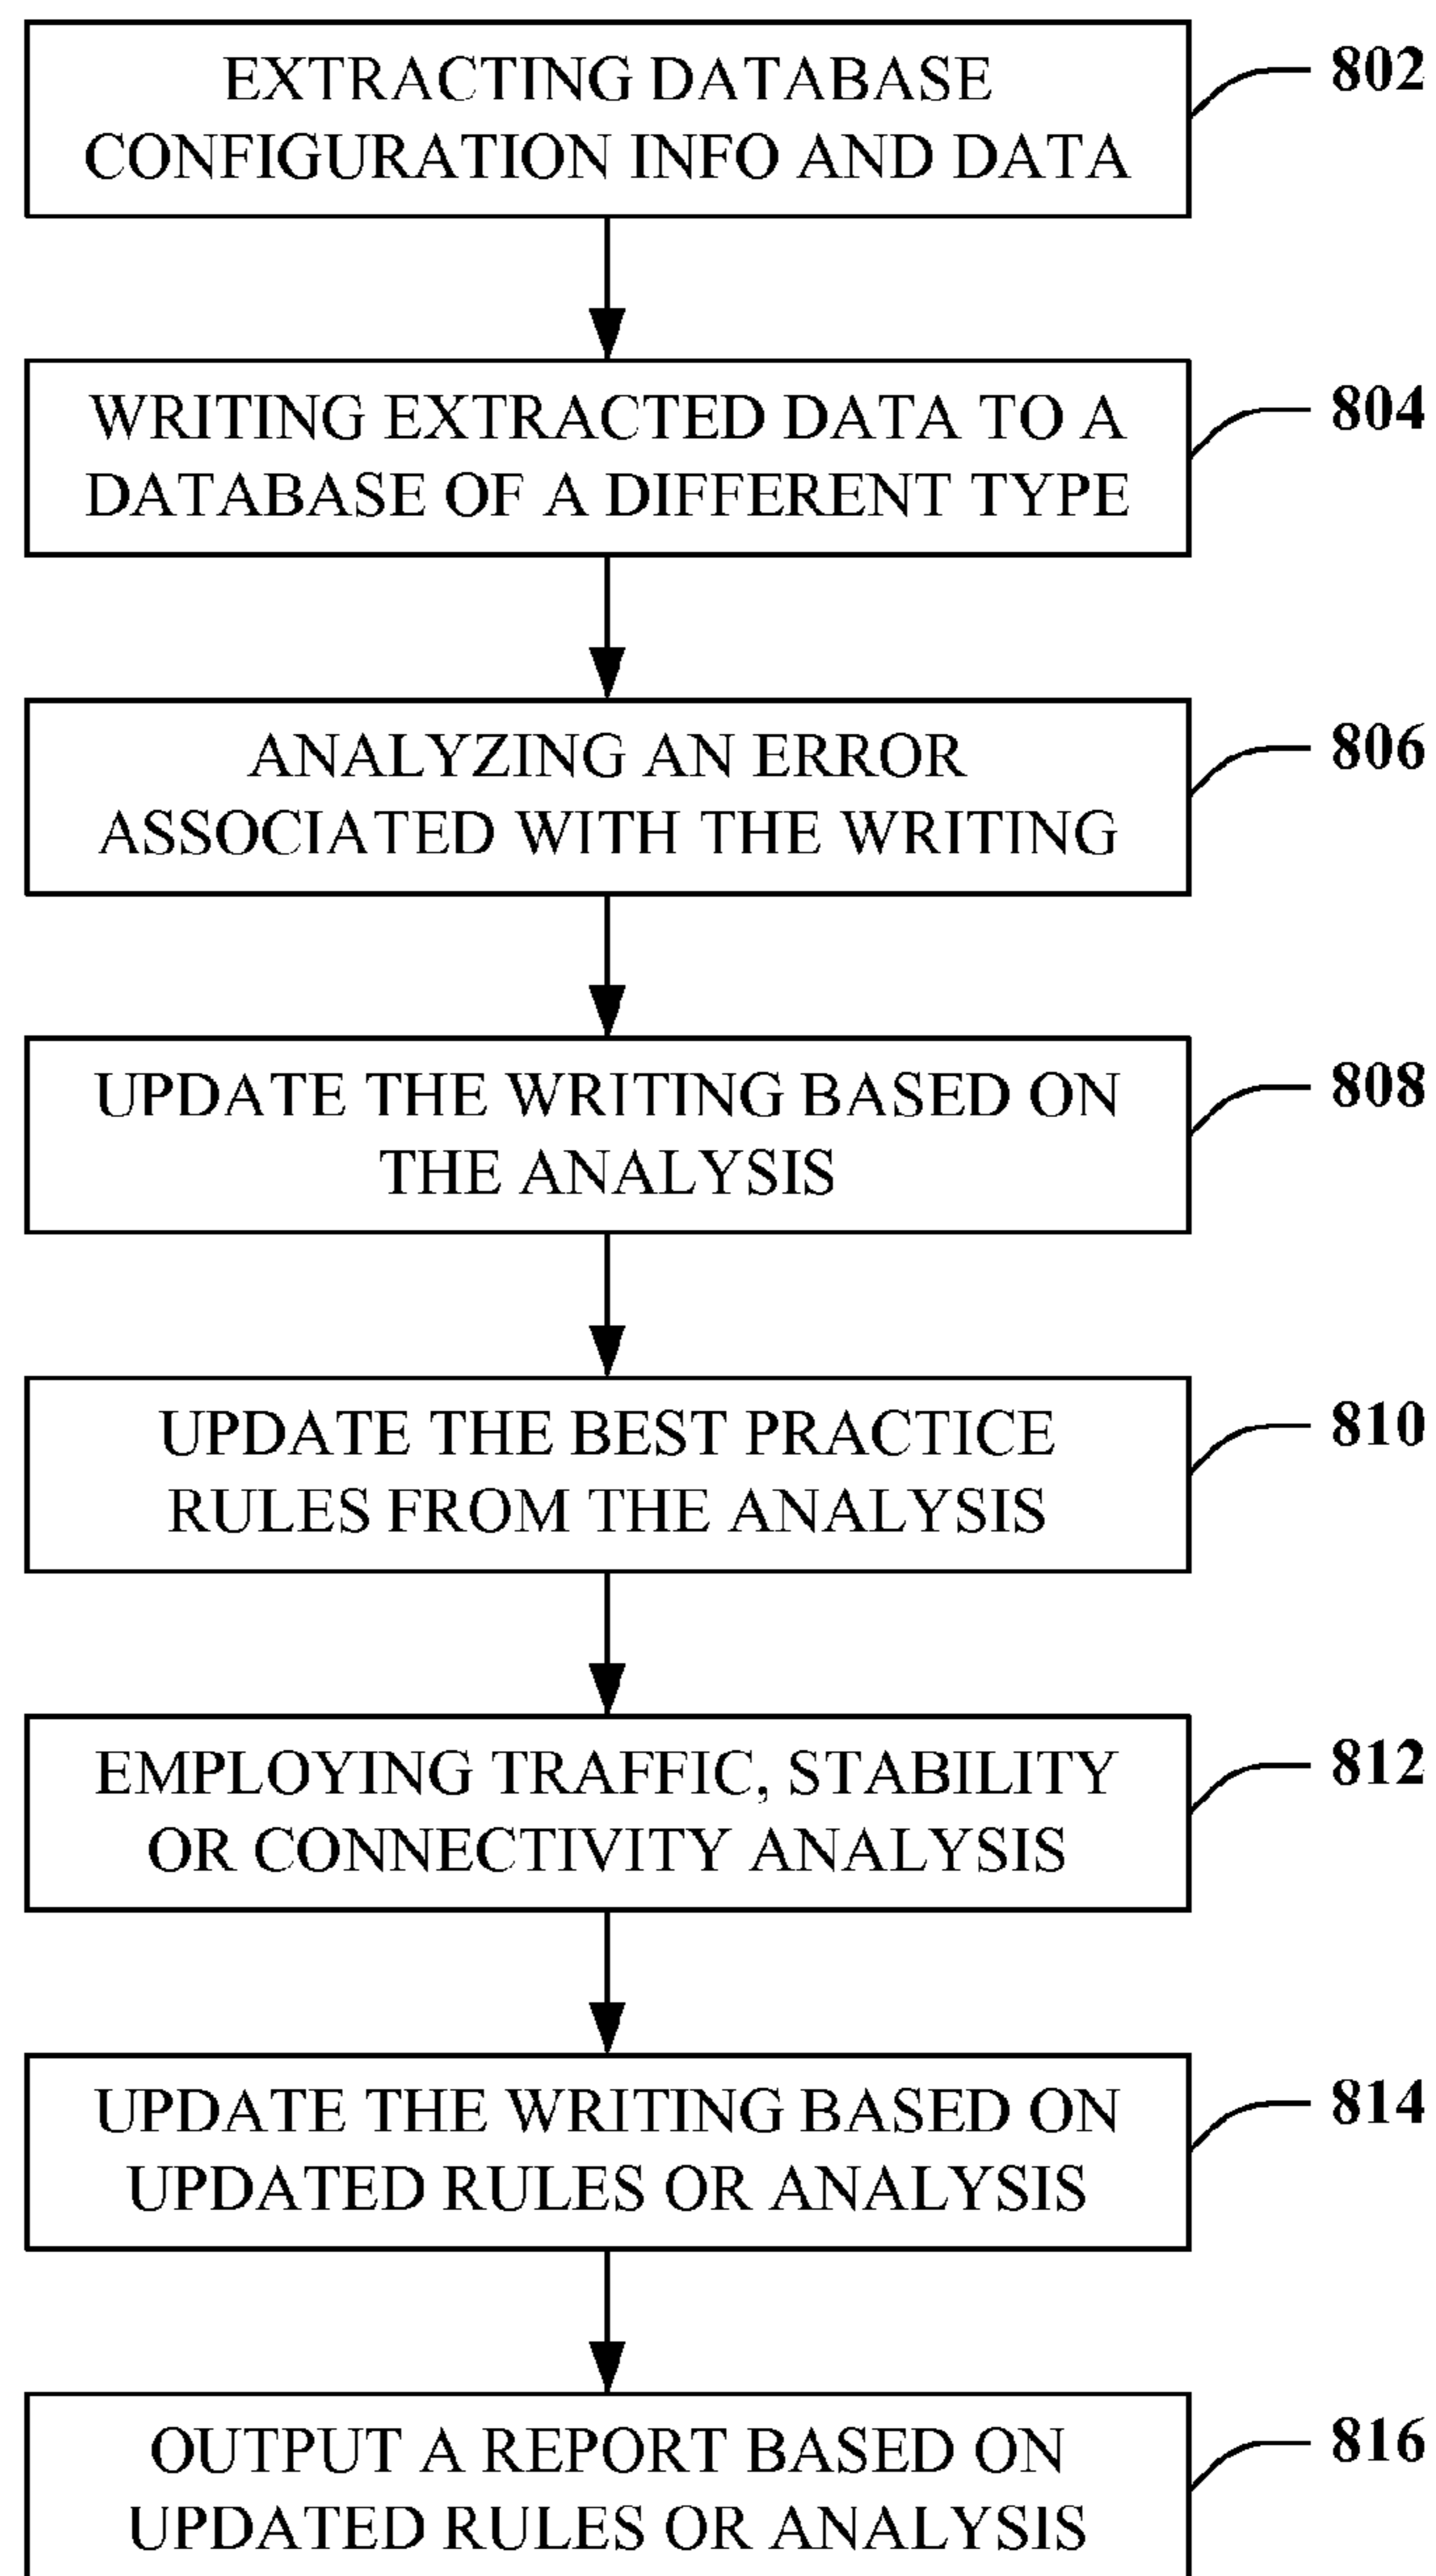 EXTRACTING DATABASE
CONFIGURATION INFO AND DATA
802
WRITING EXTRACTED DATA TO A
DATABASE OF A DIFFERENT TYPE
804
ANALYZING AN ERROR
ASSOCIATED WITH THE WRITING
806
UPDATE THE WRITING BASED ON
THE ANALYSIS
808
UPDATE THE BEST PRACTICE
RULES FROM THE ANALYSIS
810
EMPLOYING TRAFFIC, STABILITY
OR CONNECTIVITY ANALYSIS
812
UPDATE THE WRITING BASED ON
UPDATED RULES OR ANALYSIS
814
OUTPUT A REPORT BASED ON
UPDATED RULES OR ANALYSIS
816